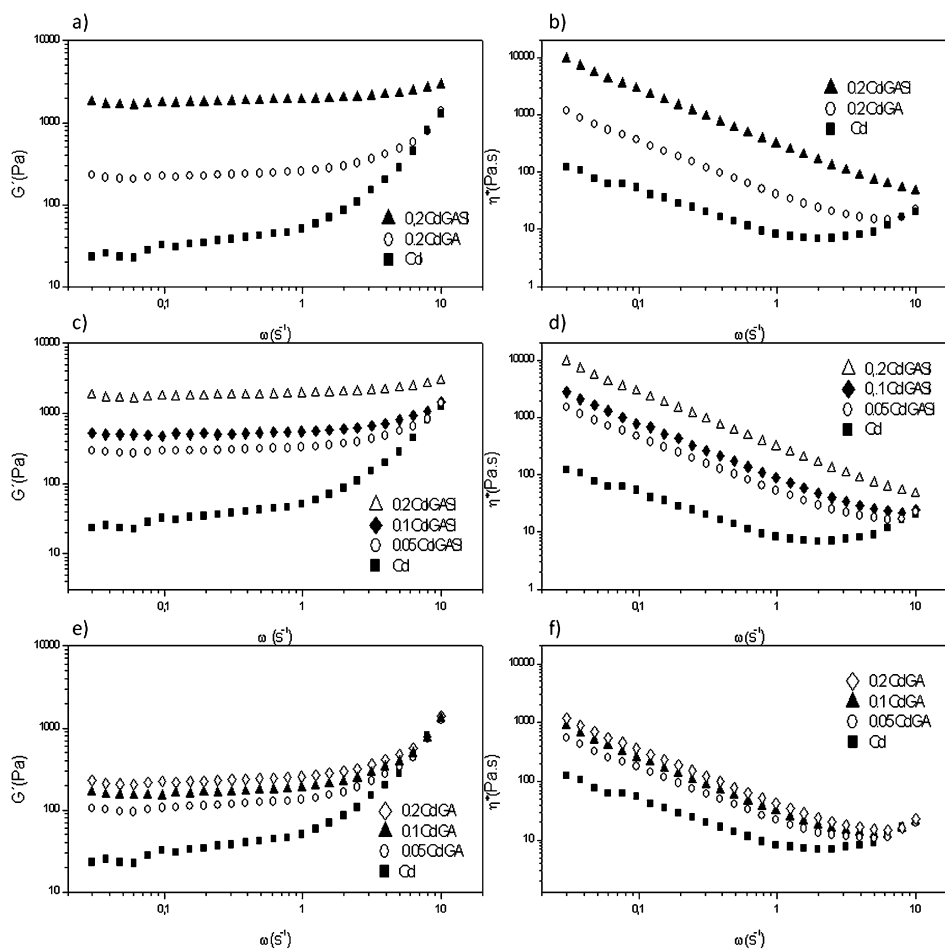 a)
10000
1000
100
10
G´(Pa)
0,1
1
10
ω(S⁻¹)
0,2CdGASi
0.2CdGA
Cd
b)
10000
1000
100
10
1
η*(Pa.s)
0,1
1
10
ω(S⁻¹)
0.2CdGASi
0.2CdGA
Cd
c)
10000
1000
100
10
G´(Pa)
0,1
1
10
ω(S⁻¹)
0.2CdGASi
0.1CdGASi
0.05CdGASi
Cd
d)
10000
1000
100
10
1
η*(Pa.s)
0,1
1
10
ω(S⁻¹)
0,2CdGASi
0,.1CdGASi
0.05CdGASi
Cd
e)
10000
1000
100
10
G´(Pa)
0,1
1
10
ω(S⁻¹)
0.2CdGA
0.1CdGA
0.05CdGA
Cd
f)
10000
1000
100
10
η*(Pa.s)
0,1
1
10
ω(S⁻¹)
0.2CdGA
0.1CdGA
0.05CdGA
Cd